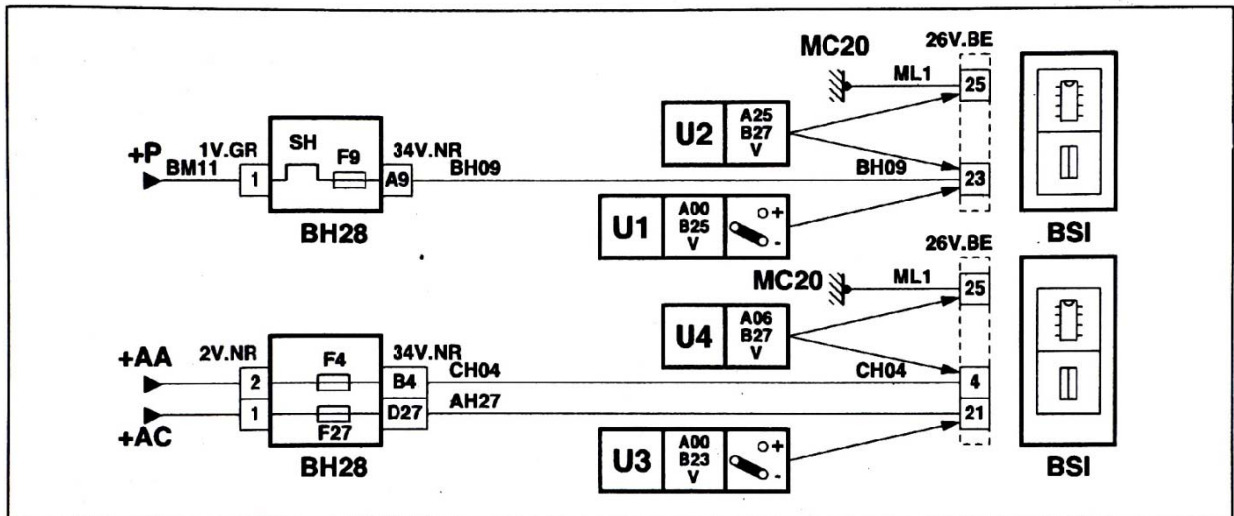 MC20 26V.BE
ML1 25
U2 A25 B27 V
+P BM11 1V.GR 1 SH F9 34V.NR A9 BH09 BH09 23
BH28
U1 A00 B25 V + -
BSI
26V.BE
MC20 ML1 25
U4 A06 B27 V
+AA 2V.NR 2 F4 34V.NR B4 CH04 CH04 4
+AC 1 F27 D27 AH27 21
BH28
U3 A00 B23 V + -
BSI